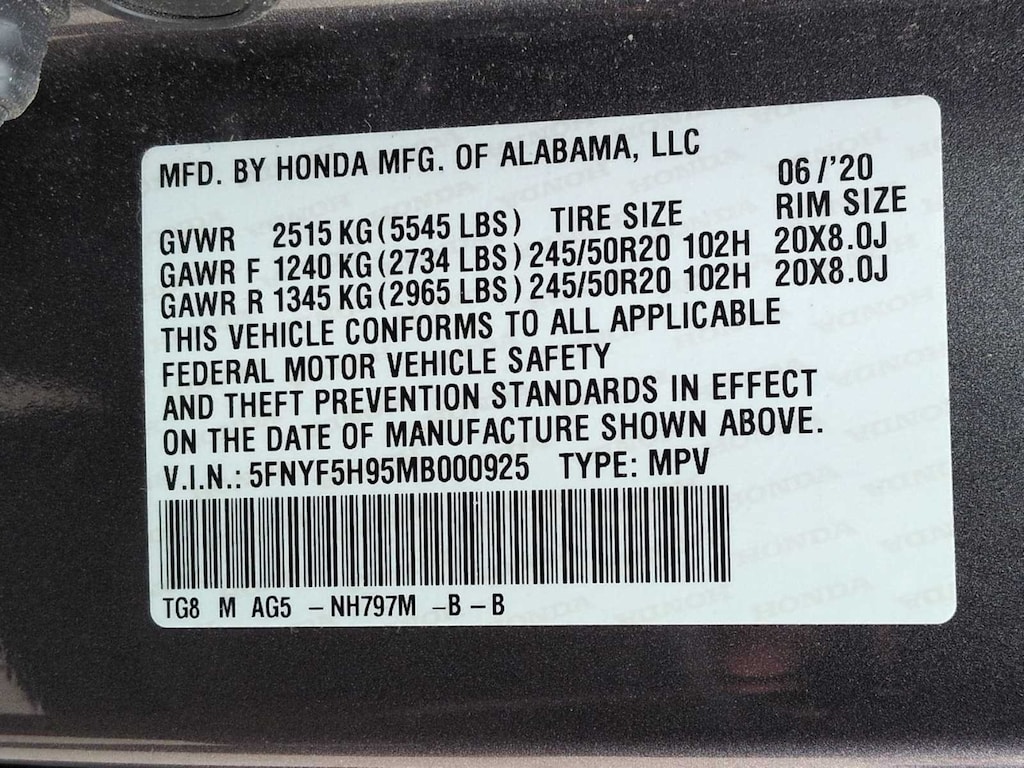 MFD. BY HONDA MFG. OF ALABAMA, LLC 06/'20
GVWR 2515 KG (5545 LBS) TIRE SIZE RIM SIZE
GAWR F 1240 KG (2734 LBS) 245/50R20 102H 20X8.0J
GAWR R 1345 KG (2965 LBS) 245/50R20 102H 20X8.0J
THIS VEHICLE CONFORMS TO ALL APPLICABLE
FEDERAL MOTOR VEHICLE SAFETY
AND THEFT PREVENTION STANDARDS IN EFFECT
ON THE DATE OF MANUFACTURE SHOWN ABOVE.
V.I.N.: 5FNYF5H95MB000925 TYPE: MPV
TG8 M AG5 – NH797M – B – B